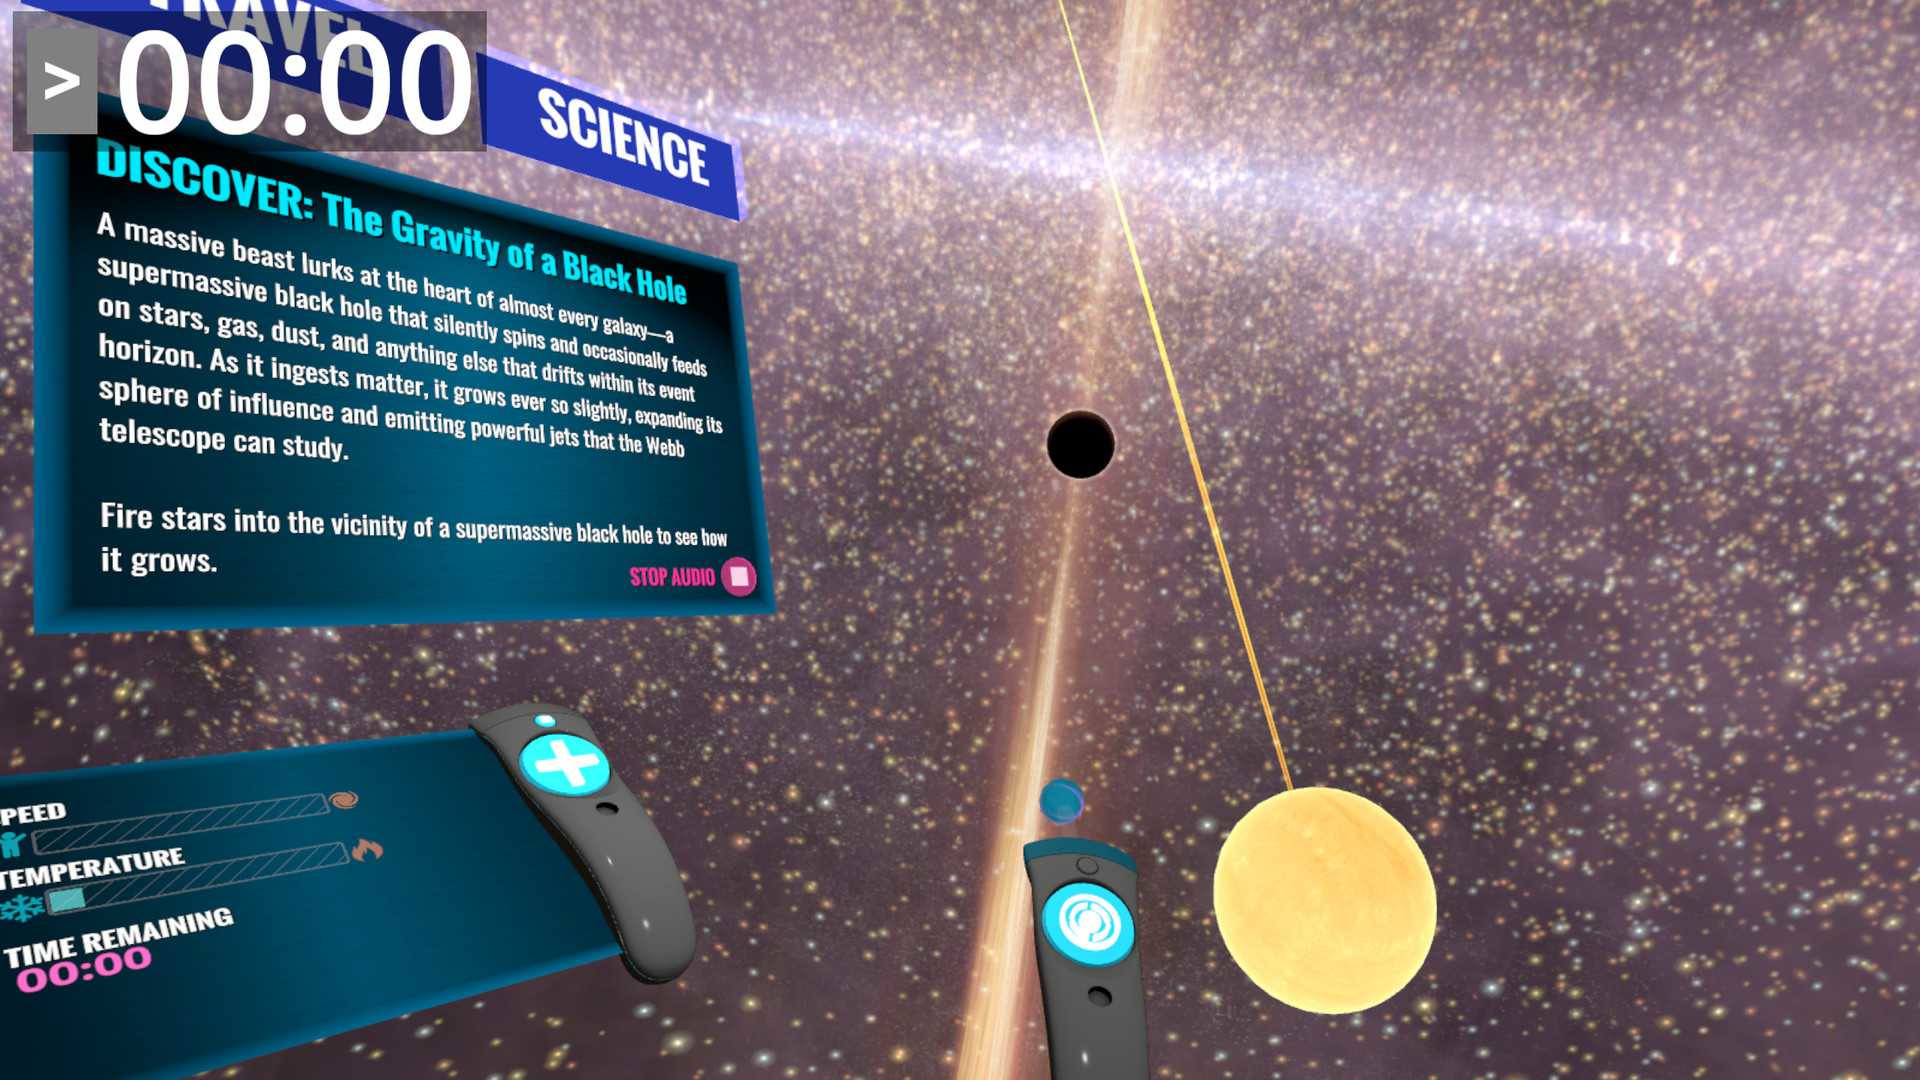 TRAVEL
> 00:00
SCIENCE
DISCOVER: The Gravity of a Black Hole
A massive beast lurks at the heart of almost every galaxy—a
supermassive black hole that silently spins and occasionally feeds
on stars, gas, dust, and anything else that drifts within its event
horizon. As it ingests matter, it grows ever so slightly, expanding its
sphere of influence and emitting powerful jets that the Webb
telescope can study.
Fire stars into the vicinity of a supermassive black hole to see how
it grows.
STOP AUDIO
PEED
TEMPERATURE
TIME REMAINING
00:00